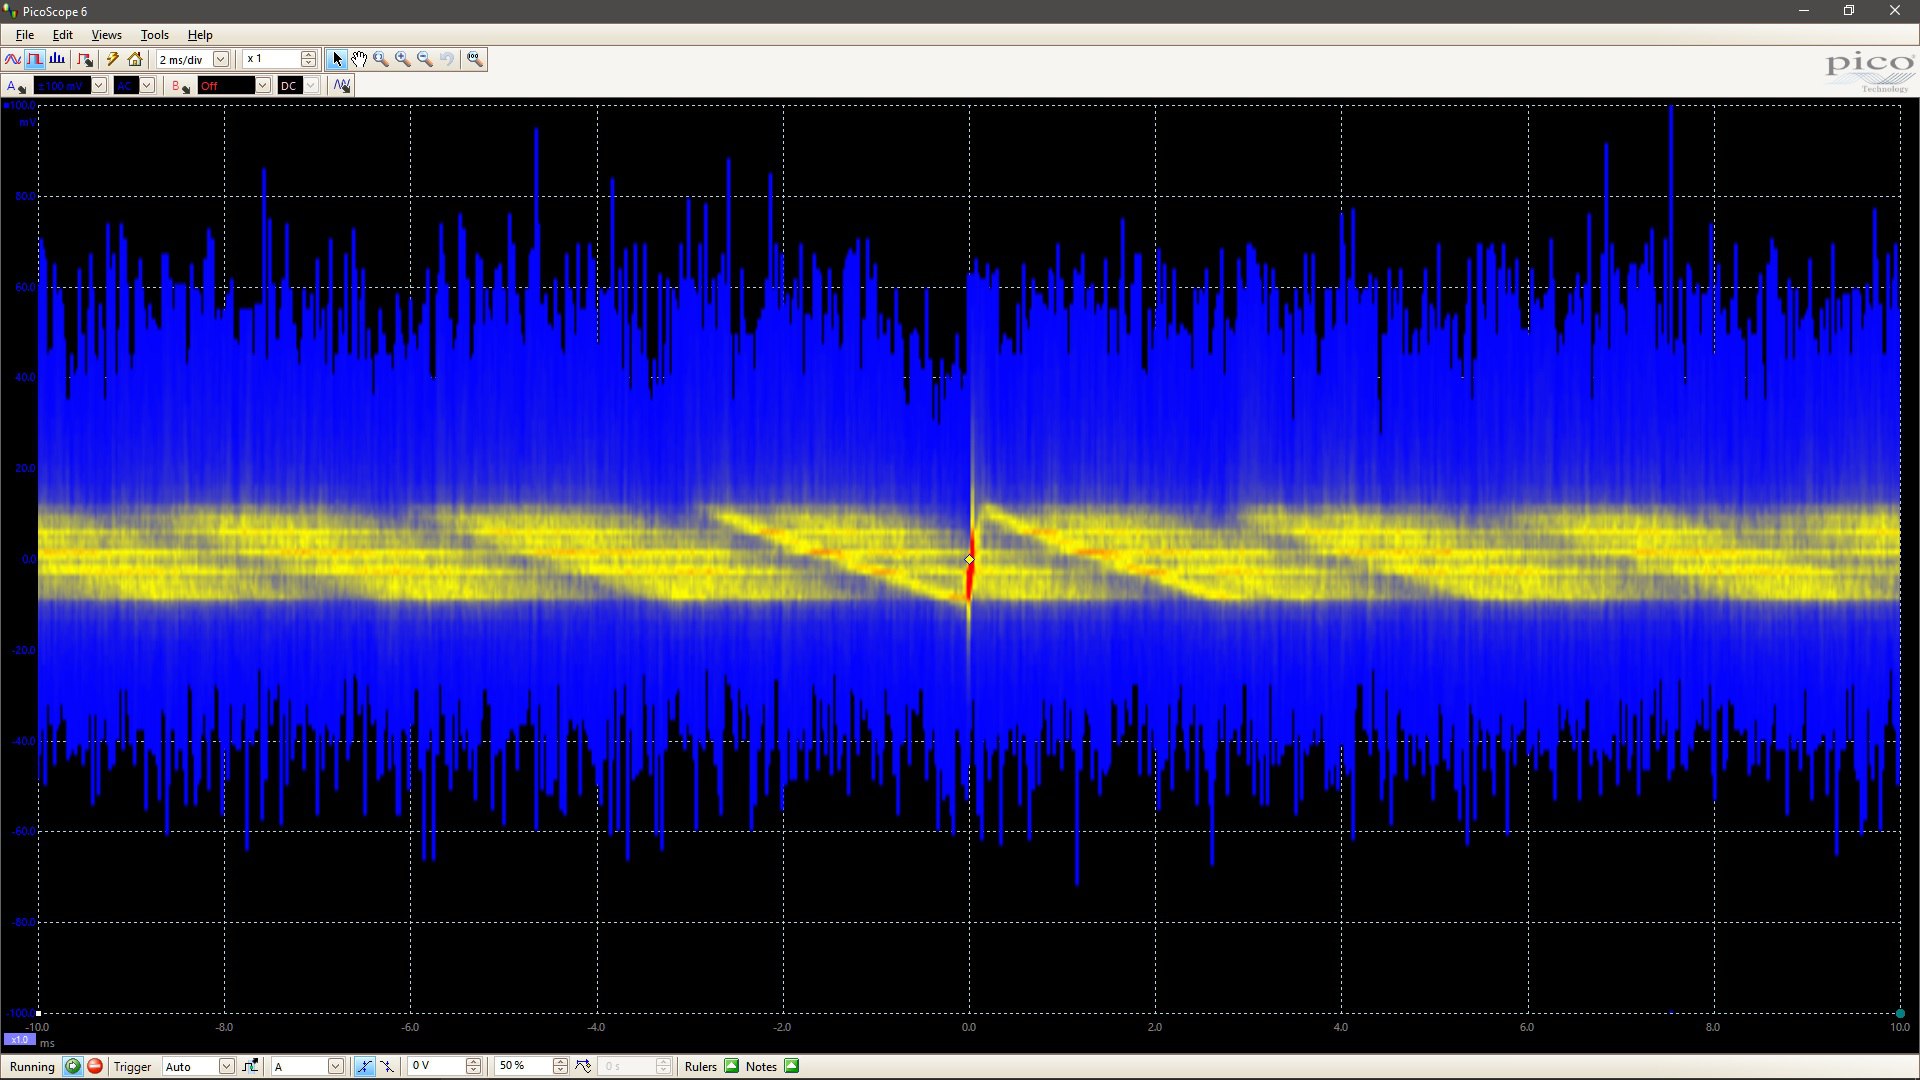 PicoScope 6
File Edit Views Tools Help
2 ms/div x 1
A ±100 mV AC B Off DC
pico
Technology
100.0
mV
80.0
60.0
40.0
20.0
0.0
-20.0
-40.0
-60.0
-80.0
-100.0
-10.0 -8.0 -6.0 -4.0 -2.0 0.0 2.0 4.0 6.0 8.0 10.0
x1.0 ms
Running Trigger Auto A 0 V 50 % 0 s Rulers Notes